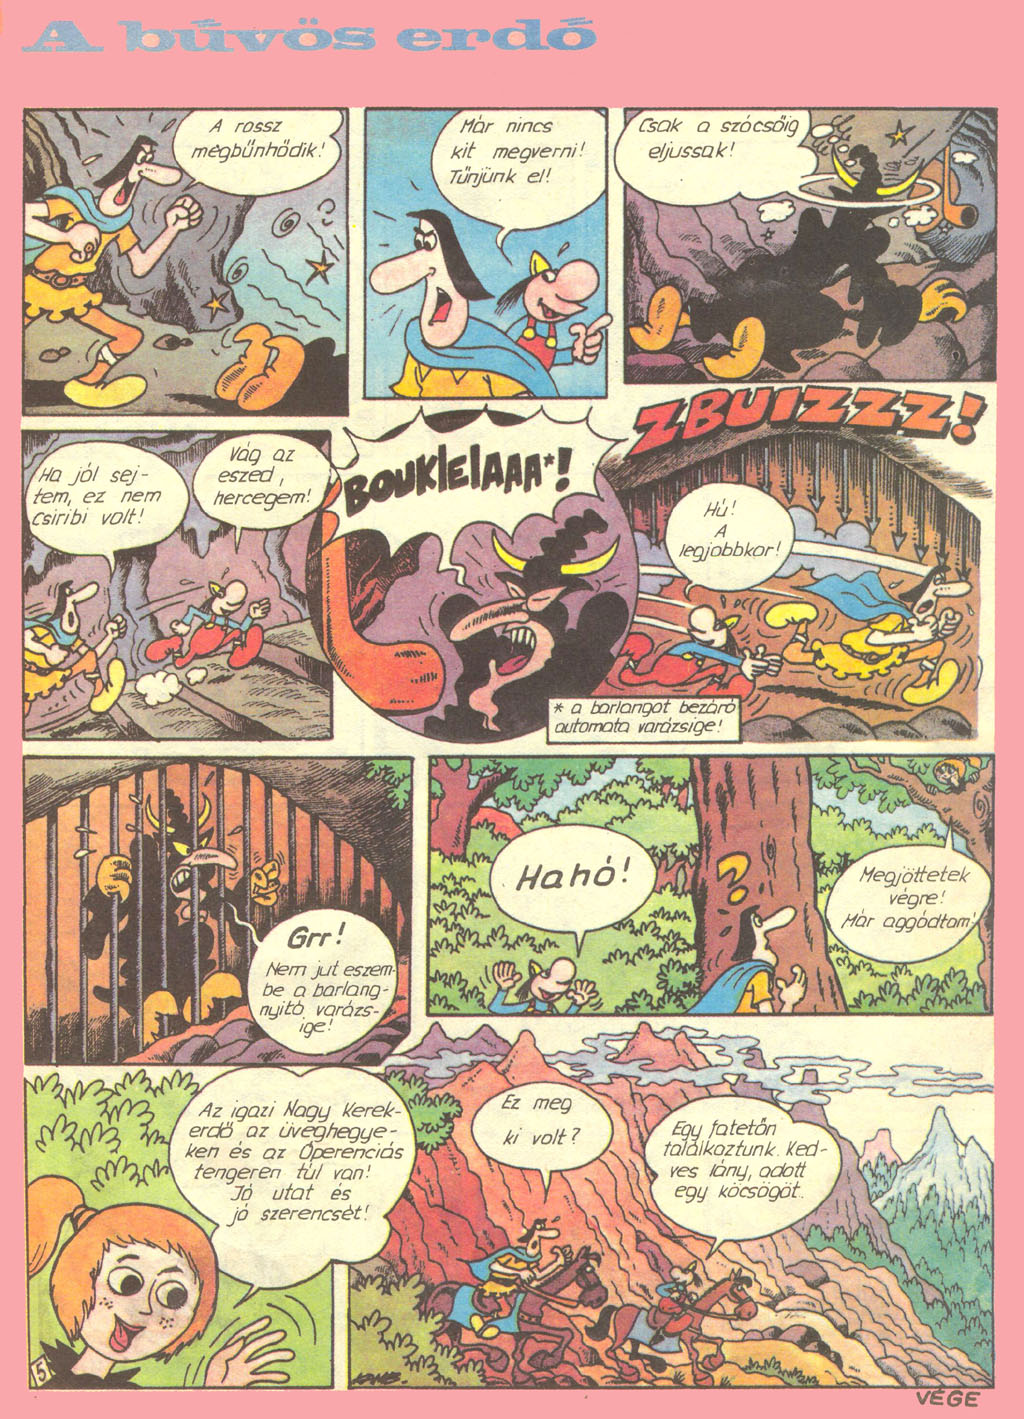 A bűvös erdő
A rossz
megbűnhődik!
Már nincs
kit megverni!
Tűnjünk el!
Csak a szócsőig
eljussak!
Ha jól sej-
tem, ez nem
Csiribi volt!
Vág az
eszed,
hercegem!
BOUKlElAAA*!
ZBUIZZZ!
Hú!
A
legjobbkor!
* a barlangot bezáró
automata varázsige!
Grr!
Nem jut eszem-
be a barlang-
nyitó varázs-
ige!
Hahó!
??
Megjöttetek
végre!
Már aggódtam!
Az igazi Nagy Kerek-
erdő az üveghegye-
ken és az Óperenciás
tengeren túl van!
Jó utat és
jó szerencsét!
Ez meg
ki volt?
Egy fatetőn
találkoztunk. Ked-
ves lány, adott
egy köcsögöt.
5
VÉGE